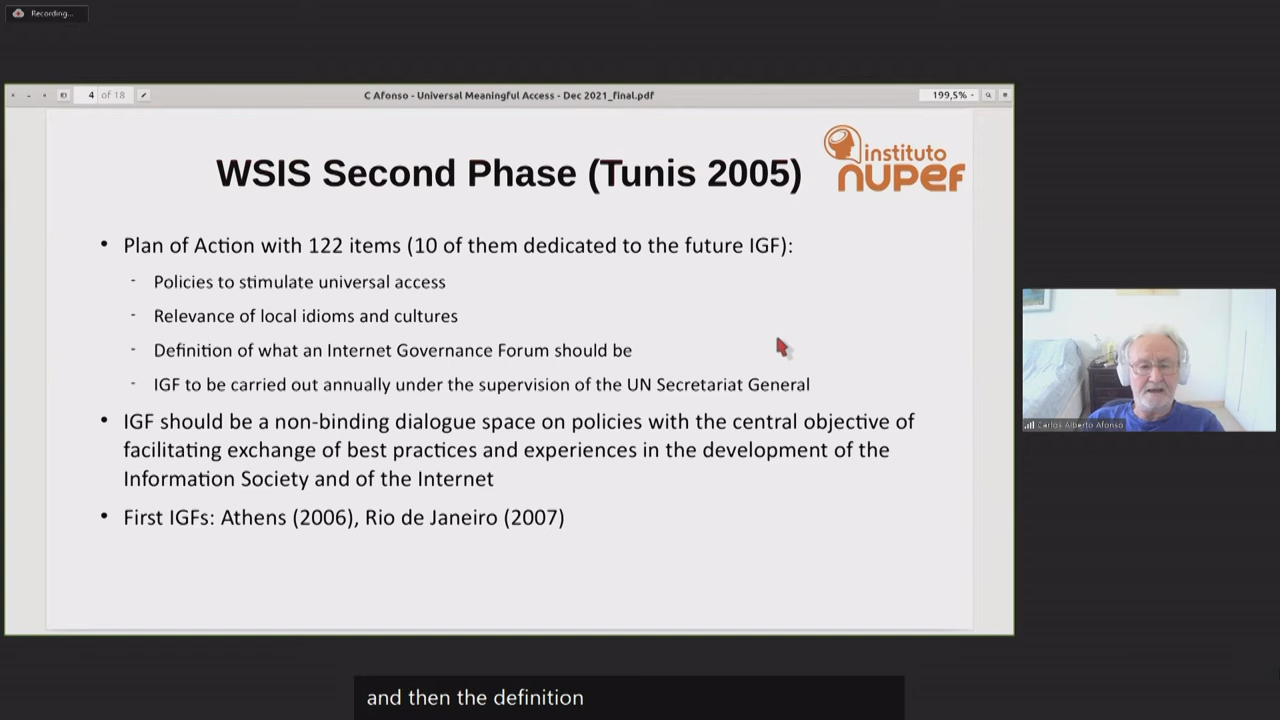 Recording...
4 of 18
C Afonso - Universal Meaningful Access - Dec 2021_final.pdf
199,5%
WSIS Second Phase (Tunis 2005)
instituto
nupef
• Plan of Action with 122 items (10 of them dedicated to the future IGF):
- Policies to stimulate universal access
- Relevance of local idioms and cultures
- Definition of what an Internet Governance Forum should be
- IGF to be carried out annually under the supervision of the UN Secretariat General
• IGF should be a non-binding dialogue space on policies with the central objective of
facilitating exchange of best practices and experiences in the development of the
Information Society and of the Internet
• First IGFs: Athens (2006), Rio de Janeiro (2007)
Carlos Alberto Afonso
and then the definition